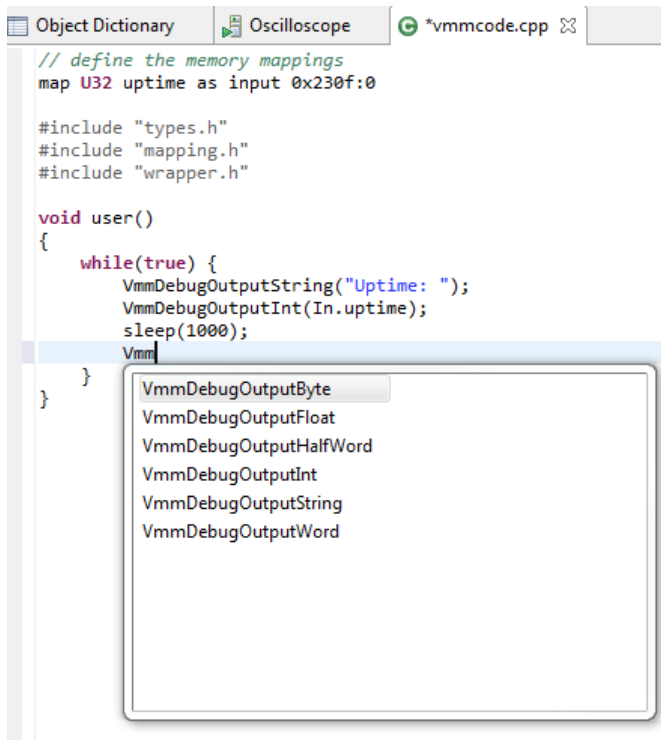 Object Dictionary Oscilloscope *vmmcode.cpp
// define the memory mappings
map U32 uptime as input 0x230f:0
#include "types.h"
#include "mapping.h"
#include "wrapper.h"
void user()
{
while(true) {
VmmDebugOutputString("Uptime: ");
VmmDebugOutputInt(In.uptime);
sleep(1000);
Vmm
}
}
VmmDebugOutputByte
VmmDebugOutputFloat
VmmDebugOutputHalfWord
VmmDebugOutputInt
VmmDebugOutputString
VmmDebugOutputWord